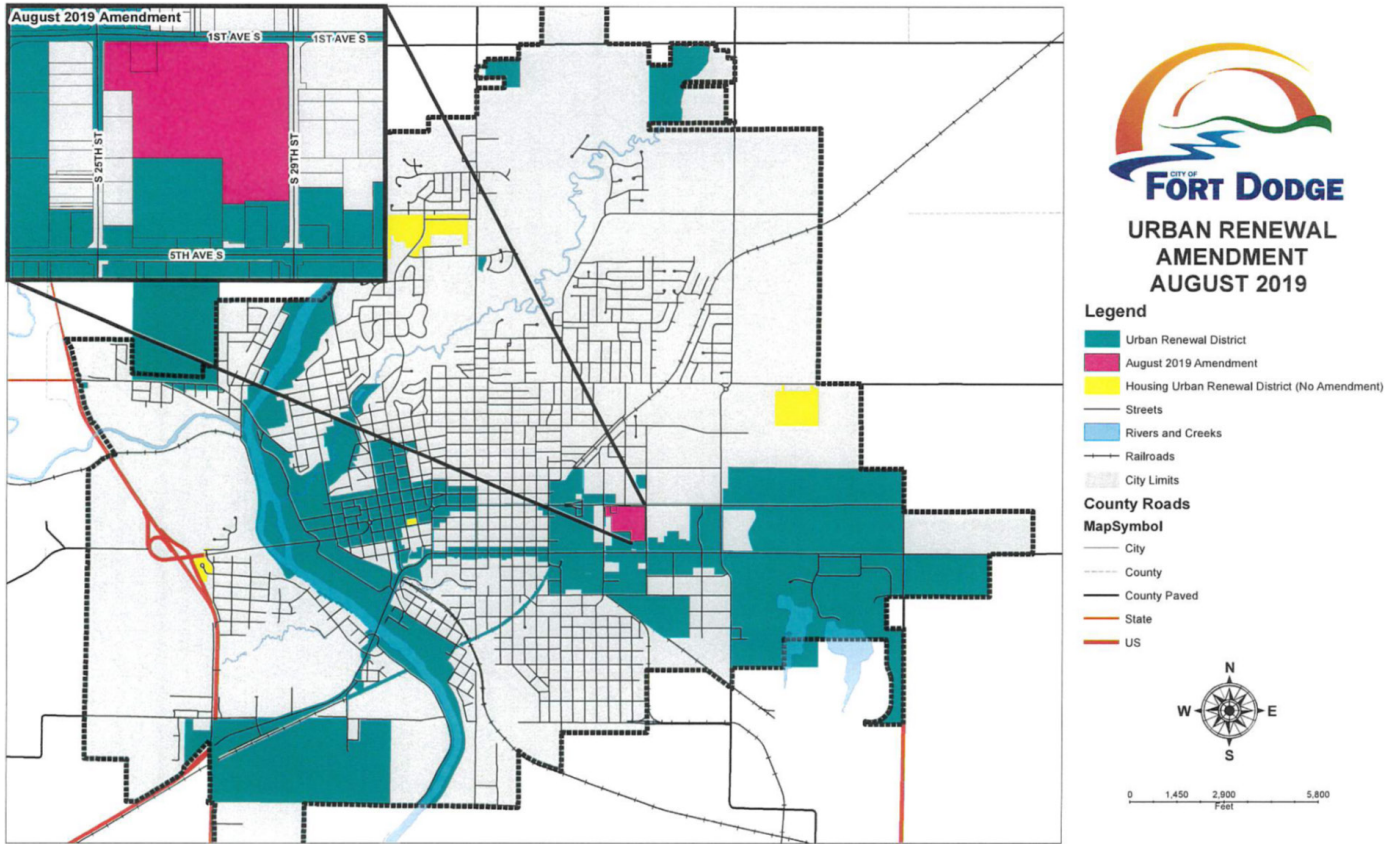 August 2019 Amendment
1ST AVE S
1ST AVE S
S 25TH ST
S 29TH ST
5TH AVE S
CITY OF
FORT DODGE
URBAN RENEWAL
AMENDMENT
AUGUST 2019
Legend
Urban Renewal District
August 2019 Amendment
Housing Urban Renewal District (No Amendment)
Streets
Rivers and Creeks
Railroads
City Limits
County Roads
MapSymbol
City
County
County Paved
State
US
N
W E
S
0 1,450 2,900 5,800
Feet